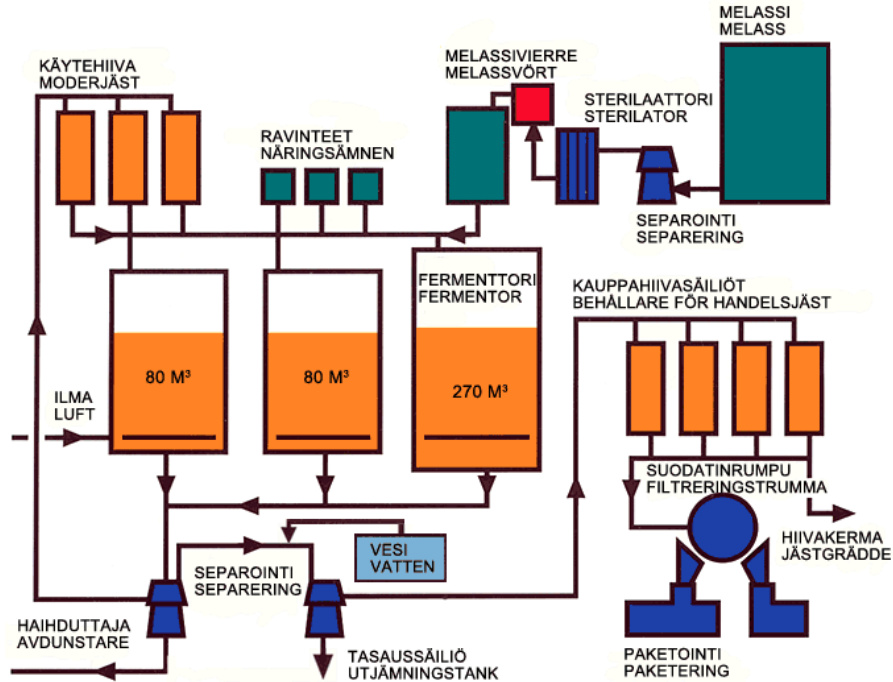 MELASSI
MELASS
KÄYTEHIIVA
MODERJÄST
MELASSIVIERRE
MELASSVÖRT
STERILAATTORI
STERILATOR
RAVINTEET
NÄRINGSÄMNEN
SEPAROINTI
SEPARERING
FERMENTTORI
FERMENTOR
KAUPPAHIIVASÄILIÖT
BEHÅLLARE FÖR HANDELSJÄST
80 M³
80 M³
270 M³
ILMA
LUFT
SUODATINRUMPU
FILTRERINGSTRUMMA
HIIVAKERMA
JÄSTGRÄDDE
VESI
VATTEN
SEPAROINTI
SEPARERING
HAIHDUTTAJA
AVDUNSTARE
TASAUSSÄILIÖ
UTJÄMNINGSTANK
PAKETOINTI
PAKETERING